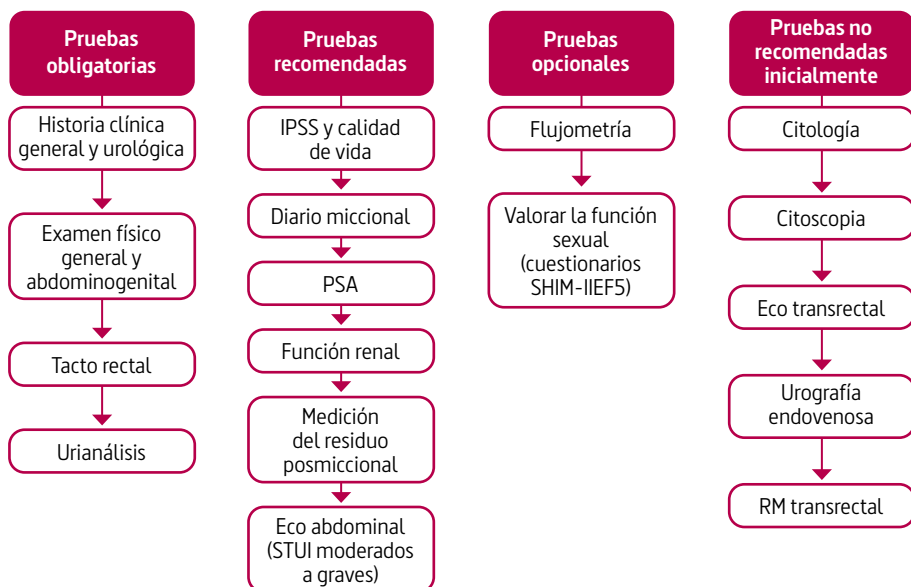 Pruebas
obligatorias
Historia clínica
general y urológica
Examen físico
general y
abdominogenital
Tacto rectal
Urianálisis
Pruebas
recomendadas
IPSS y calidad
de vida
Diario miccional
PSA
Función renal
Medición
del residuo
posmiccional
Eco abdominal
(STUI moderados
a graves)
Pruebas
opcionales
Flujometría
Valorar la función
sexual
(cuestionarios
SHIM-IIEF5)
Pruebas no
recomendadas
inicialmente
Citología
Citoscopia
Eco transrectal
Urografía
endovenosa
RM transrectal